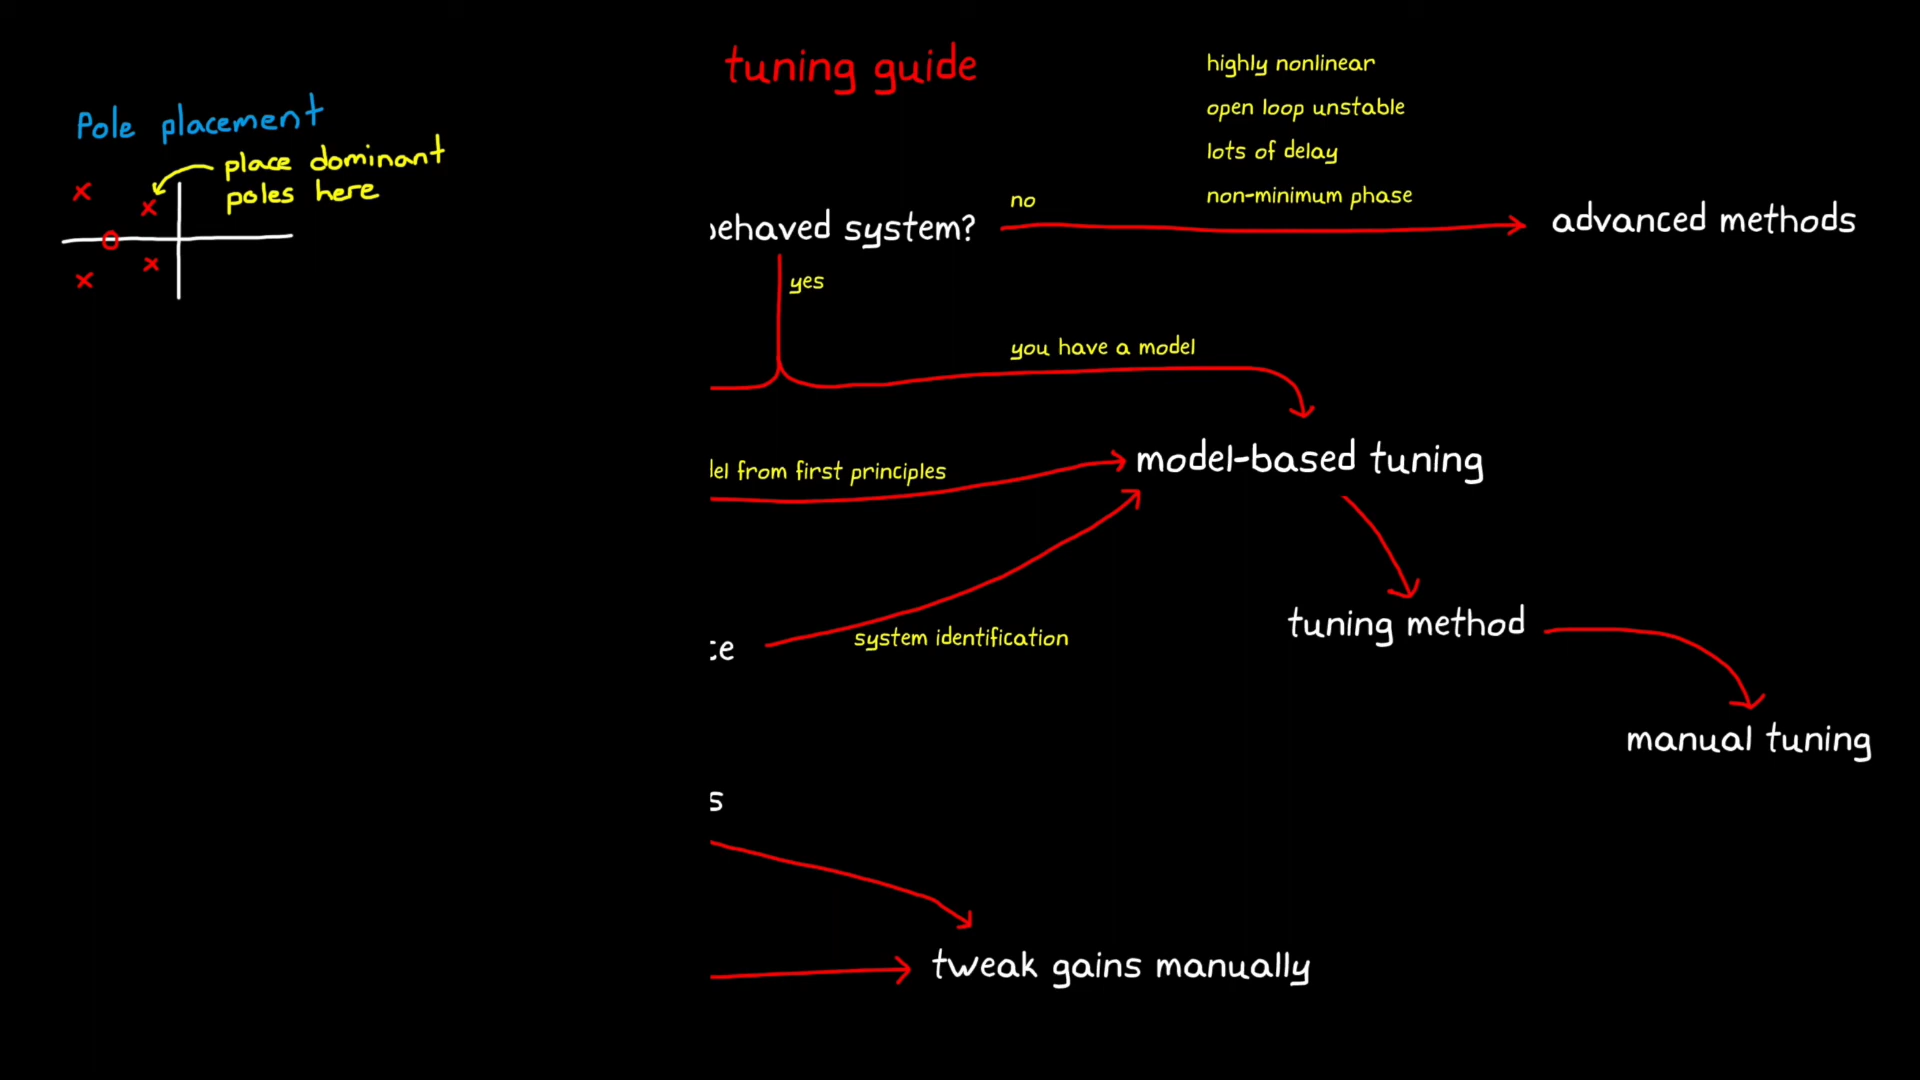 tuning guide
highly nonlinear
open loop unstable
lots of delay
non-minimum phase
Pole placement
place dominant
poles here
behaved system?
no
advanced methods
yes
you have a model
model-based tuning
from first principles
system identification
tuning method
manual tuning
tweak gains manually